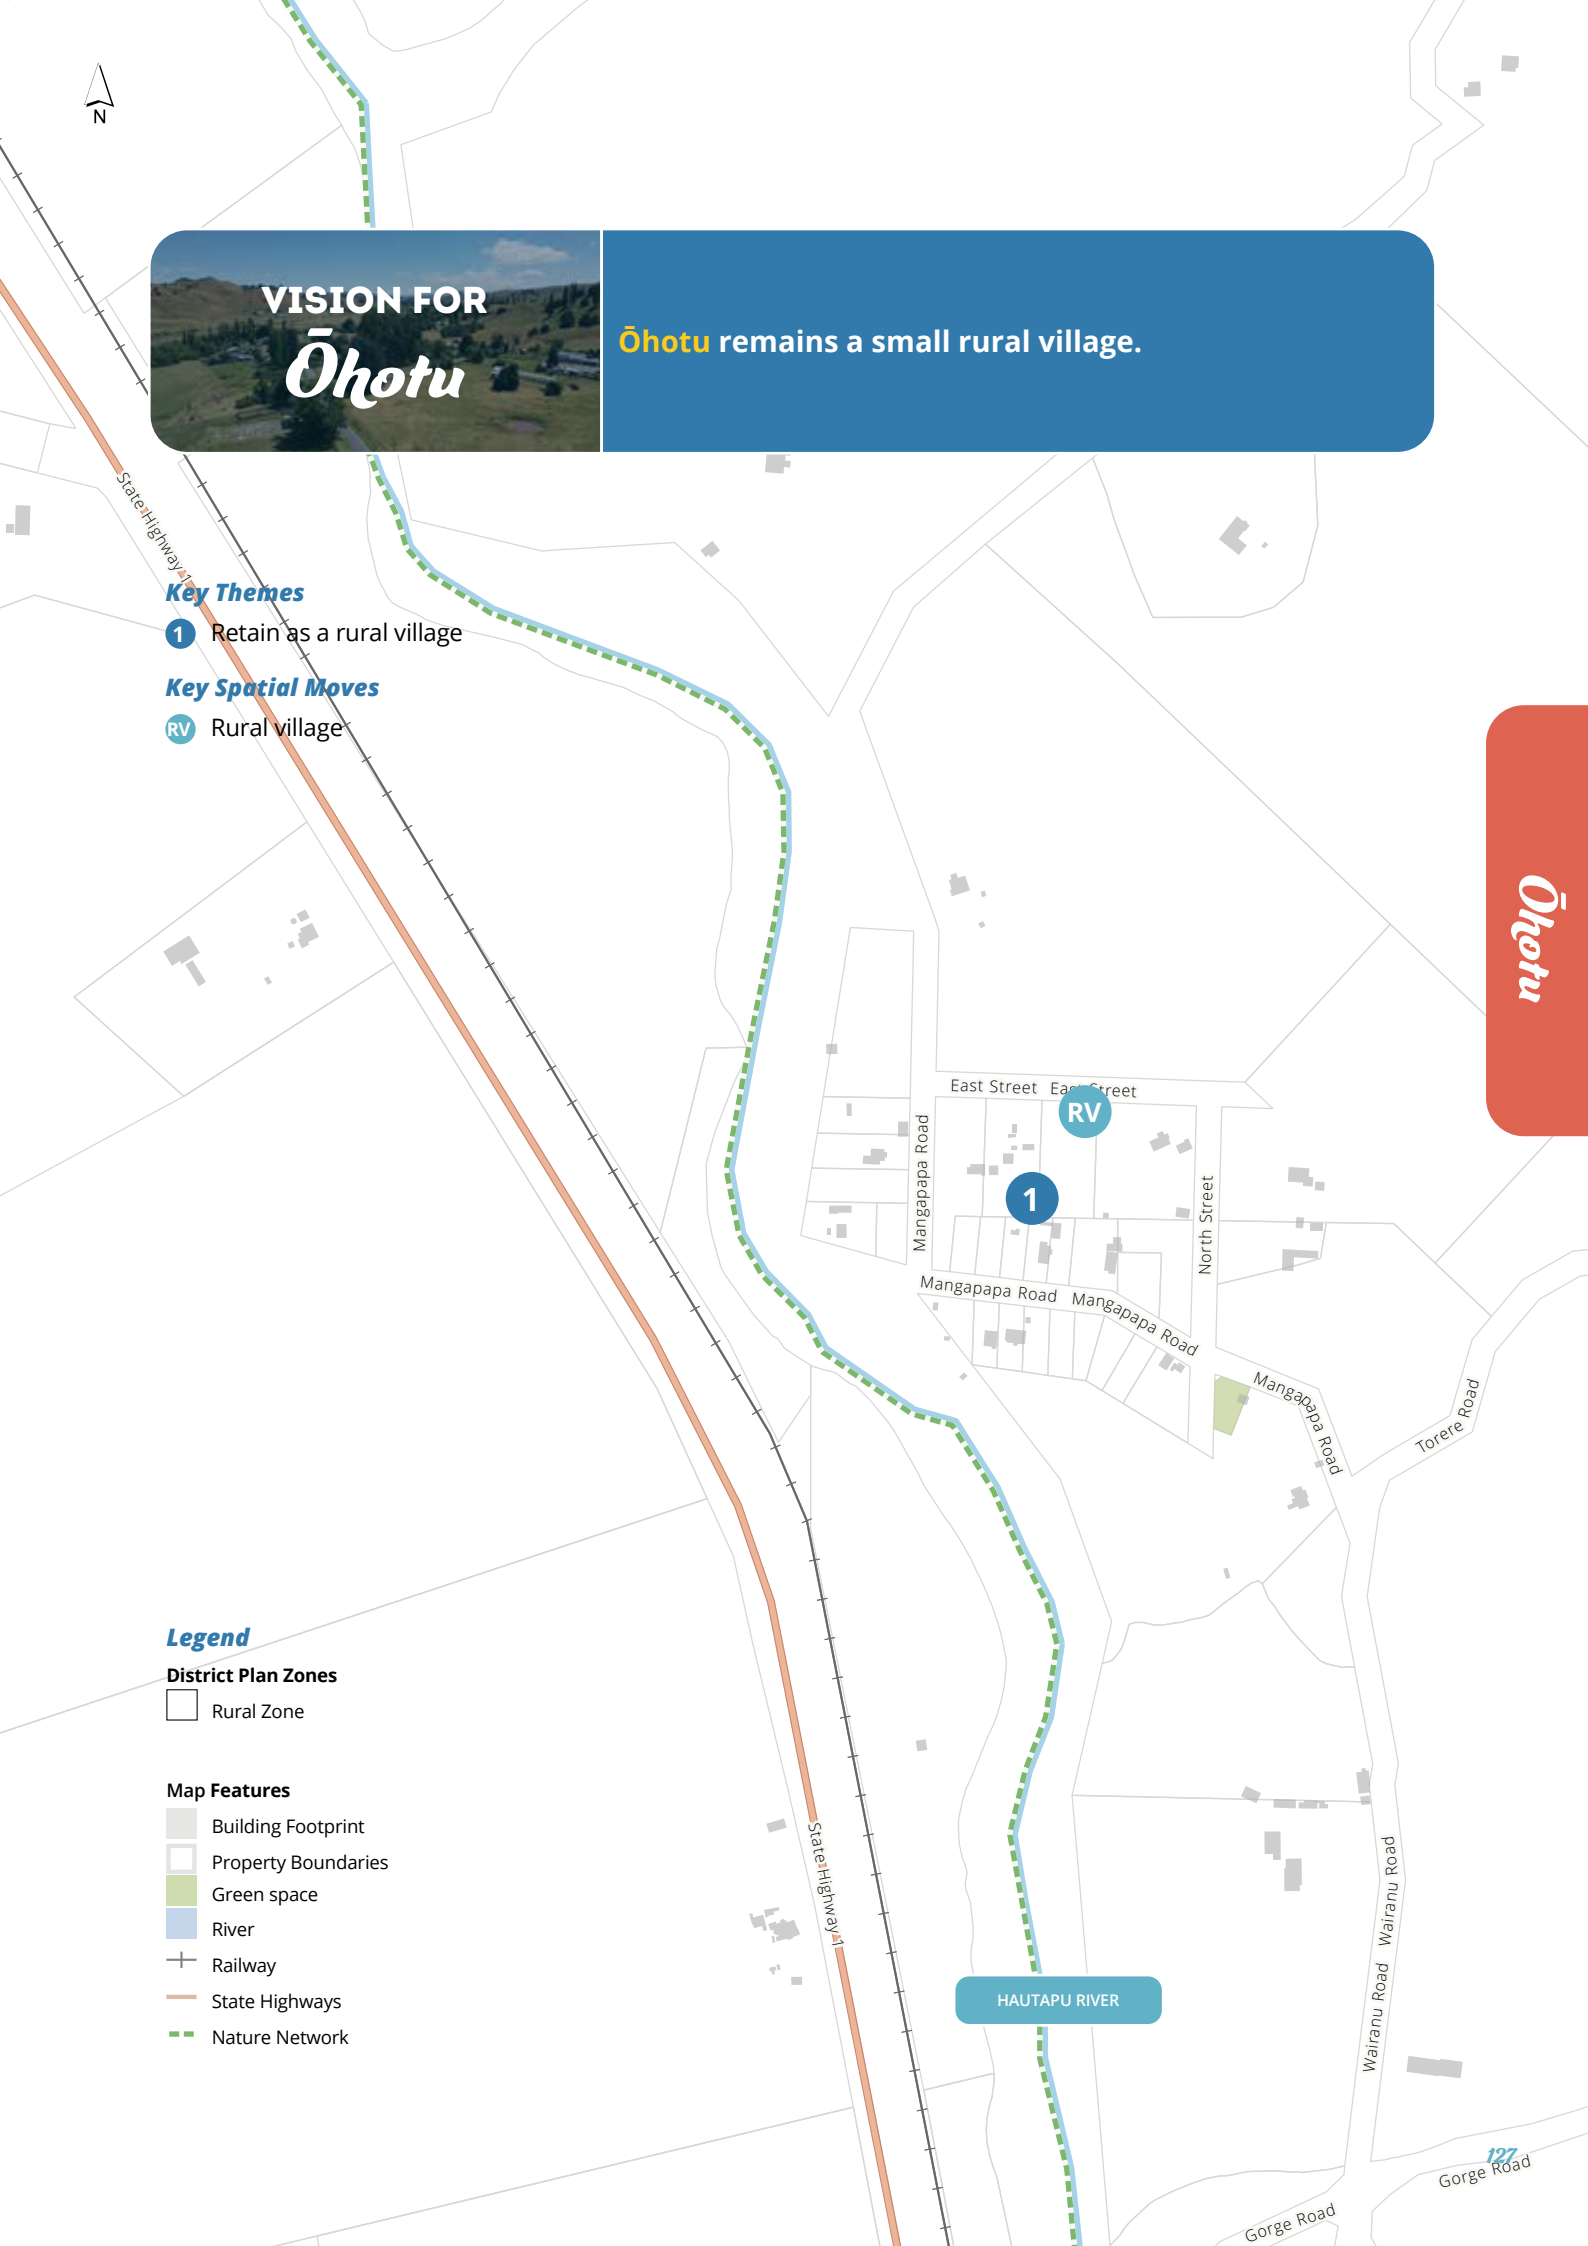 N
VISION FOR
Ōhotu
Ōhotu remains a small rural village.
State Highway 1
Key Themes
1 Retain as a rural village
Key Spatial Moves
RV Rural village
Ōhotu
East Street East Street
RV
Mangapapa Road
1
North Street
Mangapapa Road Mangapapa Road
Mangapapa Road
Torere Road
Legend
District Plan Zones
Rural Zone
Map Features
Building Footprint
Property Boundaries
Green space
River
Railway
State Highways
Nature Network
State Highway 1
Wairanu Road Wairanu Road
HAUTAPU RIVER
127
Gorge Road
Gorge Road